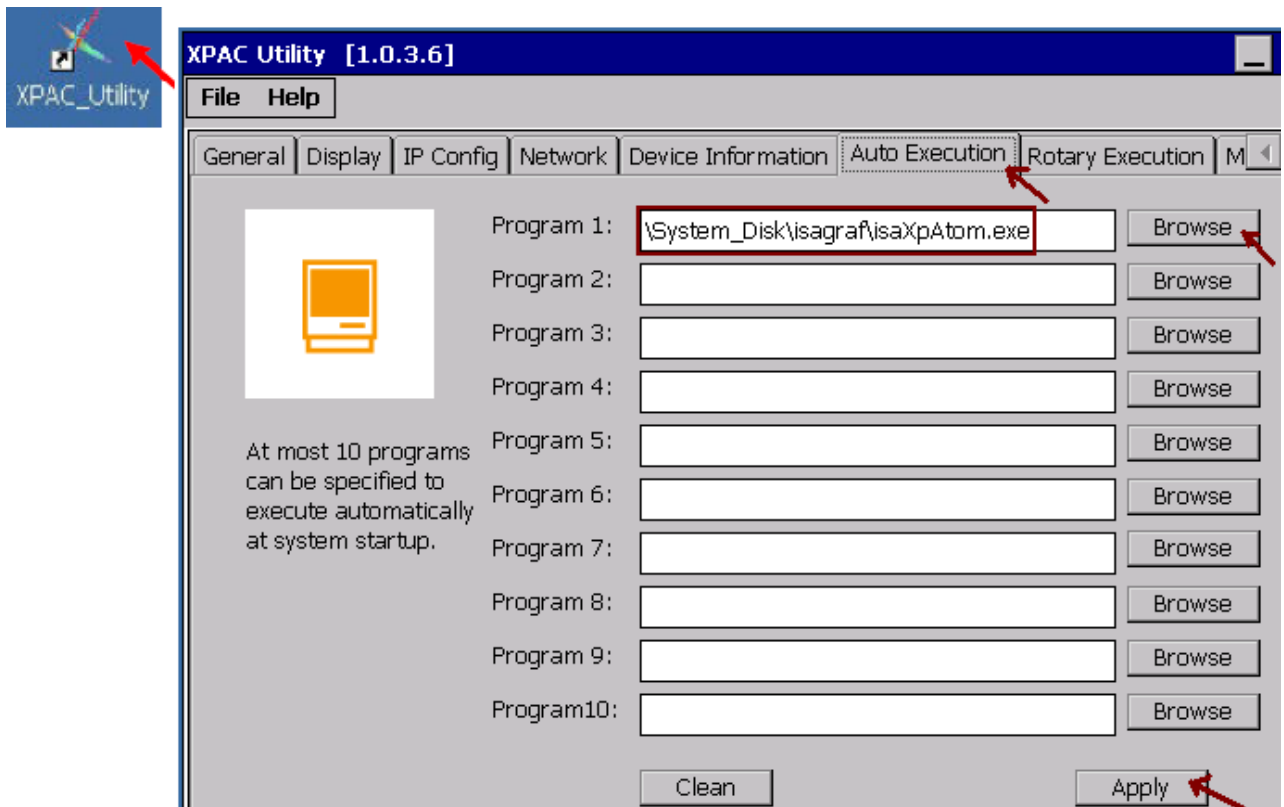 XPAC_Utility
XPAC Utility [1.0.3.6]
File Help
General Display IP Config Network Device Information Auto Execution Rotary Execution M
Program 1: \System_Disk\isagraf\isaXpAtom.exe Browse
Program 2: Browse
Program 3: Browse
Program 4: Browse
At most 10 programs
can be specified to
execute automatically
at system startup.
Program 5: Browse
Program 6: Browse
Program 7: Browse
Program 8: Browse
Program 9: Browse
Program10: Browse
Clean Apply